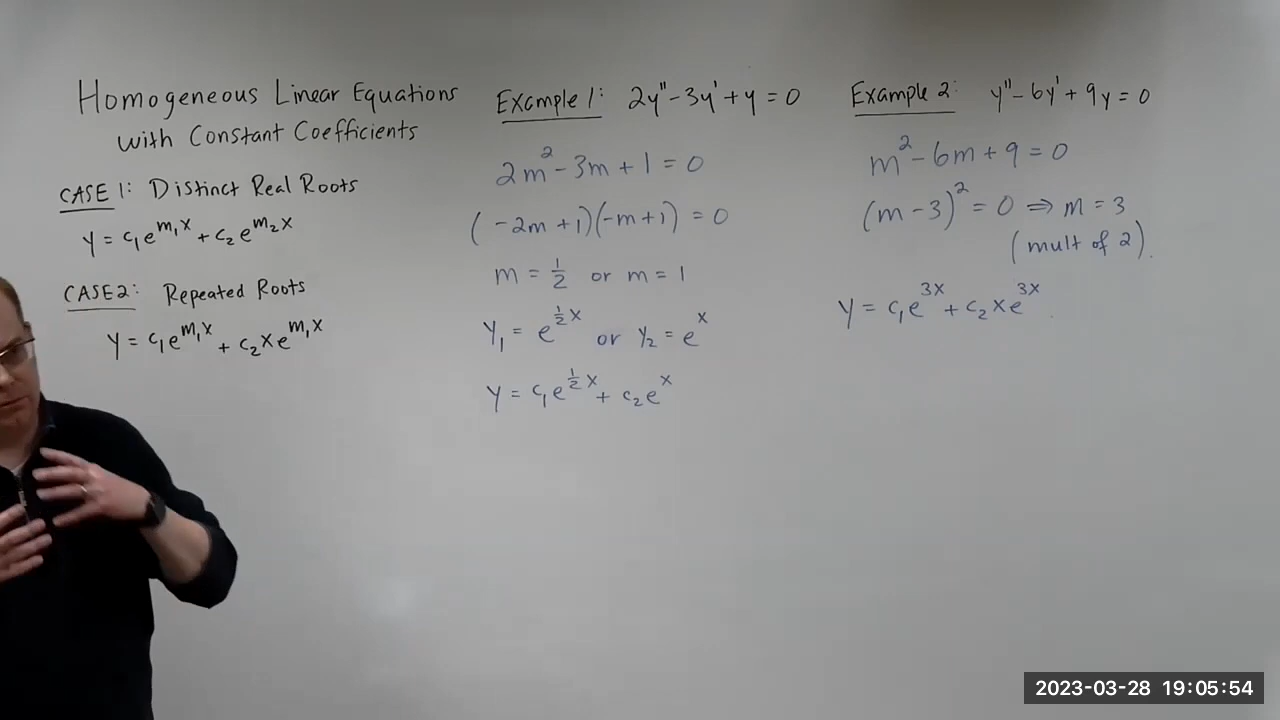 Homogeneous Linear Equations
with Constant Coefficients
CASE 1: Distinct Real Roots
y = c₁e^{m₁x} + c₂e^{m₂x}
CASE 2: Repeated Roots
y = c₁e^{m₁x} + c₂xe^{m₁x}
Example 1: 2y'' - 3y' + y = 0
2m² - 3m + 1 = 0
(-2m + 1)(-m + 1) = 0
m = 1/2 or m = 1
y₁ = e^{1/2 x} or y₂ = e^x
y = c₁e^{1/2 x} + c₂e^x
Example 2: y'' - 6y' + 9y = 0
m² - 6m + 9 = 0
(m - 3)² = 0 ⇒ m = 3
(mult of 2).
y = c₁e^{3x} + c₂xe^{3x}
2023-03-28 19:05:54